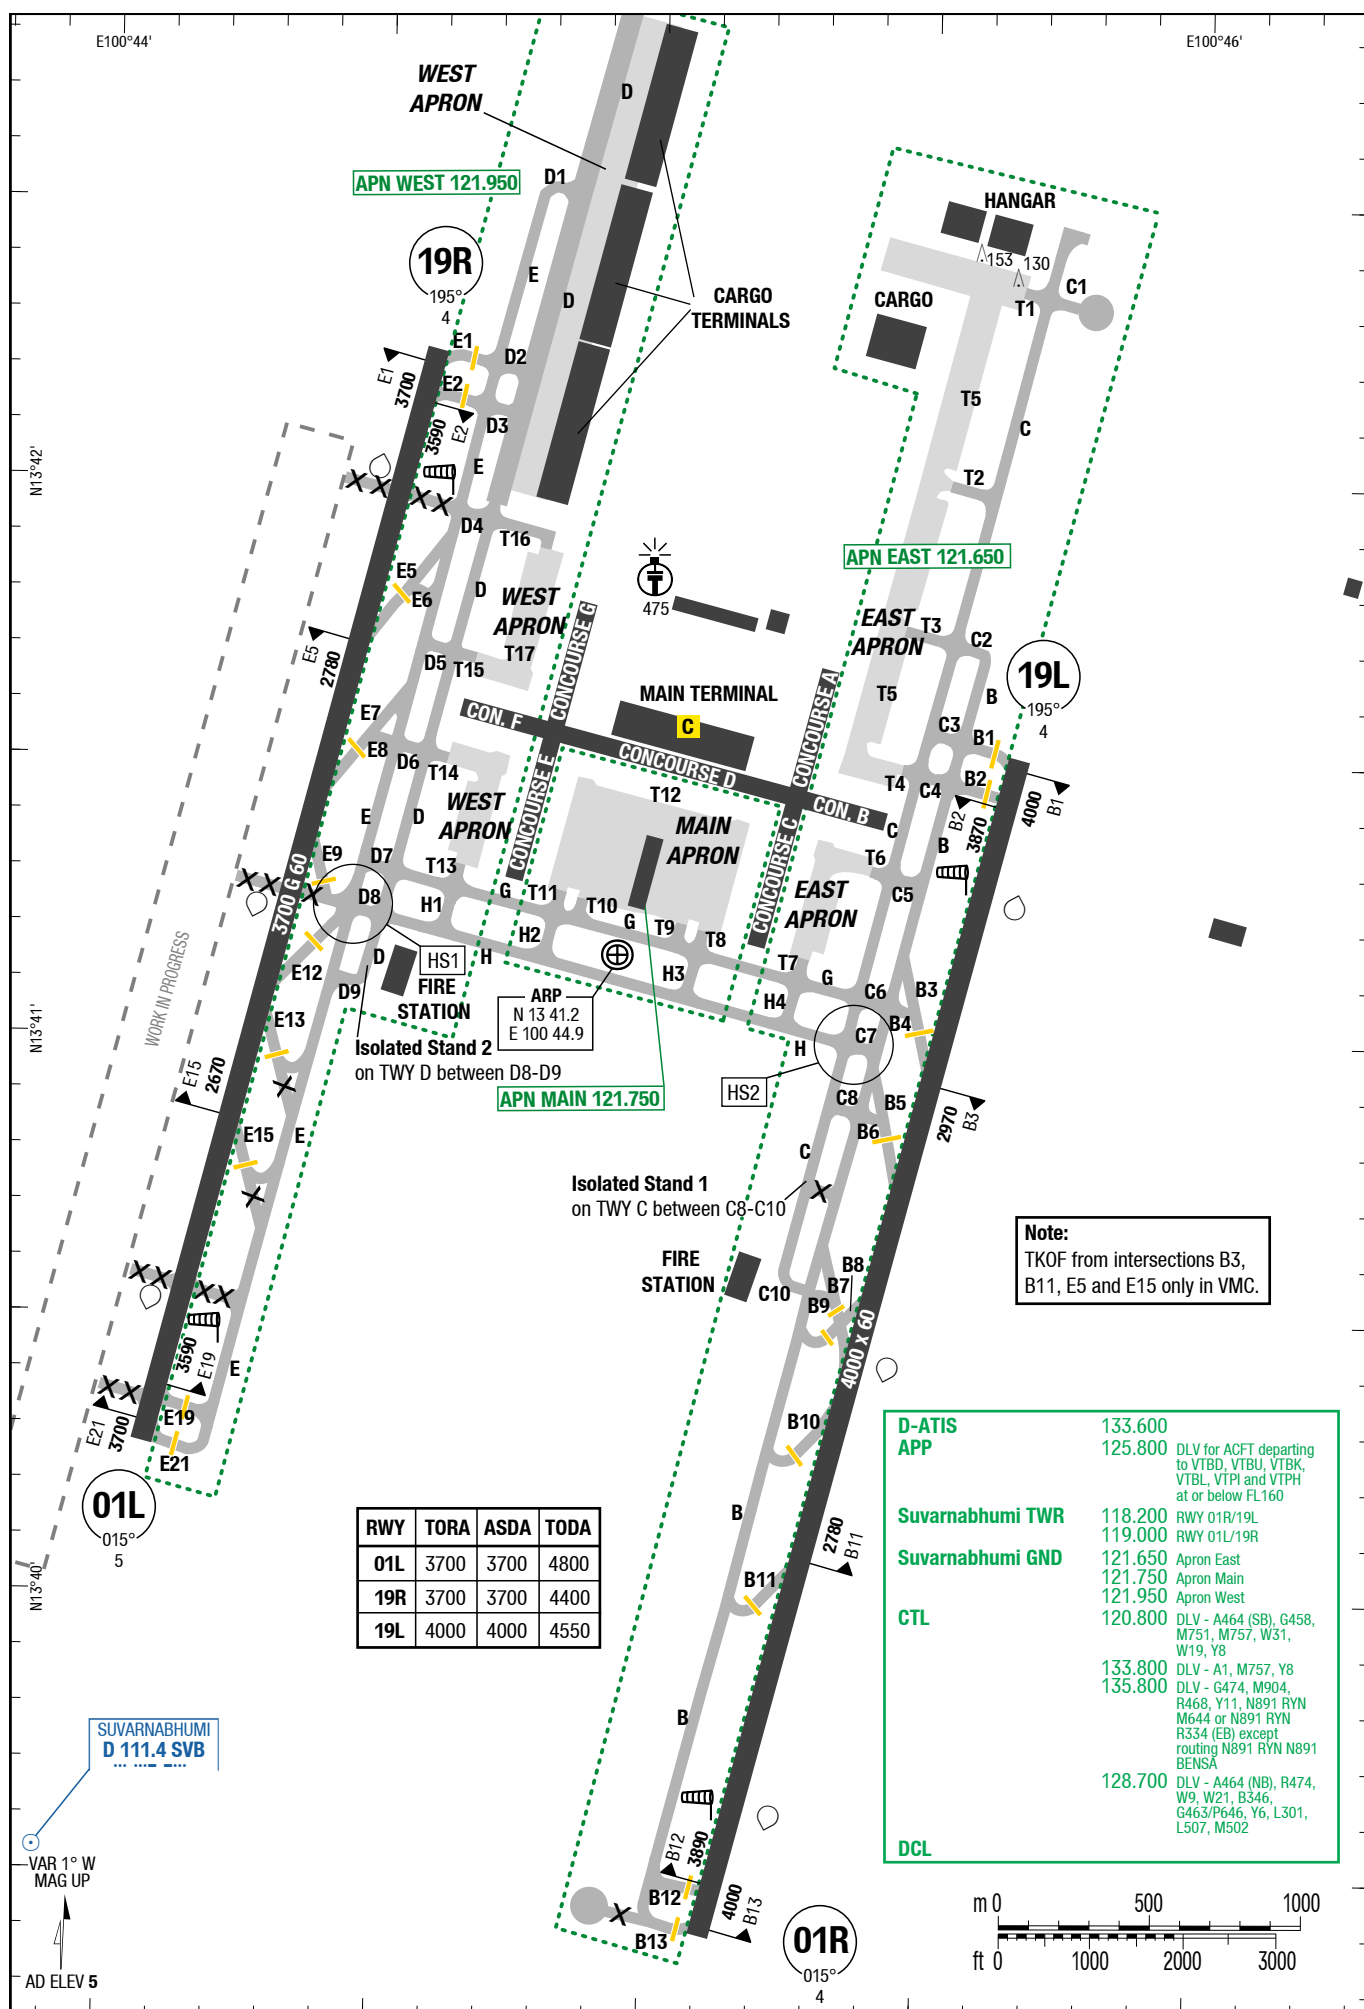 E100°44'
E100°46'
WEST
APRON
D
APN WEST 121.950
D1
HANGAR
19R
195°
4
E
D
153
130
C1
T1
CARGO
TERMINALS
CARGO
E1
D2
E1
3700
E2
3590
E2
D3
T5
C
N13°42'
E
T2
D4
T16
APN EAST 121.650
E5
E6
D
475
WEST
APRON
CONCOURSE G
EAST
APRON
T3
C2
E5
2780
D5
T15
T17
19L
195°
4
CONCOURSE A
MAIN TERMINAL
T5
B
E7
CON. F
C
C3
B1
E8
D6
T14
CONCOURSE D
CONCOURSE E
T4
C4
B2
T12
4000
B1
WEST
APRON
MAIN
APRON
CON. B
B2
3870
E
D
C
B
CONCOURSE C
E9
D7
T13
T6
3700 G 60
D8
H1
G
T11
T10
G
T9
T8
EAST
APRON
C5
H2
HS1
D
H
H3
T7
G
H4
C6
B3
WORK IN PROGRESS
E12
D9
FIRE
STATION
ARP
N 13 41.2
E 100 44.9
N13°41'
E13
B4
C7
H
Isolated Stand 2
on TWY D between D8-D9
E15
2670
APN MAIN 121.750
HS2
C8
B5
2970
B3
E15
E
B6
C
Isolated Stand 1
on TWY C between C8-C10
Note:
TKOF from intersections B3,
B11, E5 and E15 only in VMC.
FIRE
STATION
C10
B8
B7
B9
4000 x 60
3590
E19
E
E21
3700
E19
E21
B10
01L
015°
5
D-ATIS 133.600
APP 125.800 DLV for ACFT departing
to VTBD, VTBU, VTBK,
VTBL, VTPI and VTPH
at or below FL160
Suvarnabhumi TWR 118.200 RWY 01R/19L
119.000 RWY 01L/19R
Suvarnabhumi GND 121.650 Apron East
121.750 Apron Main
121.950 Apron West
CTL 120.800 DLV - A464 (SB), G458,
M751, M757, W31,
W19, Y8
133.800 DLV - A1, M757, Y8
135.800 DLV - G474, M904,
R468, Y11, N891 RYN
M644 or N891 RYN
R334 (EB) except
routing N891 RYN N891
BENSA
128.700 DLV - A464 (NB), R474,
W9, W21, B346,
G463/P646, Y6, L301,
L507, M502
DCL
RWY TORA ASDA TODA
01L 3700 3700 4800
19R 3700 3700 4400
19L 4000 4000 4550
B
2780
B11
B11
N13°40'
B
SUVARNABHUMI
D 111.4 SVB
VAR 1° W
MAG UP
AD ELEV 5
B12
3890
B12
B13
4000
B13
01R
015°
4
m 0 500 1000
ft 0 1000 2000 3000